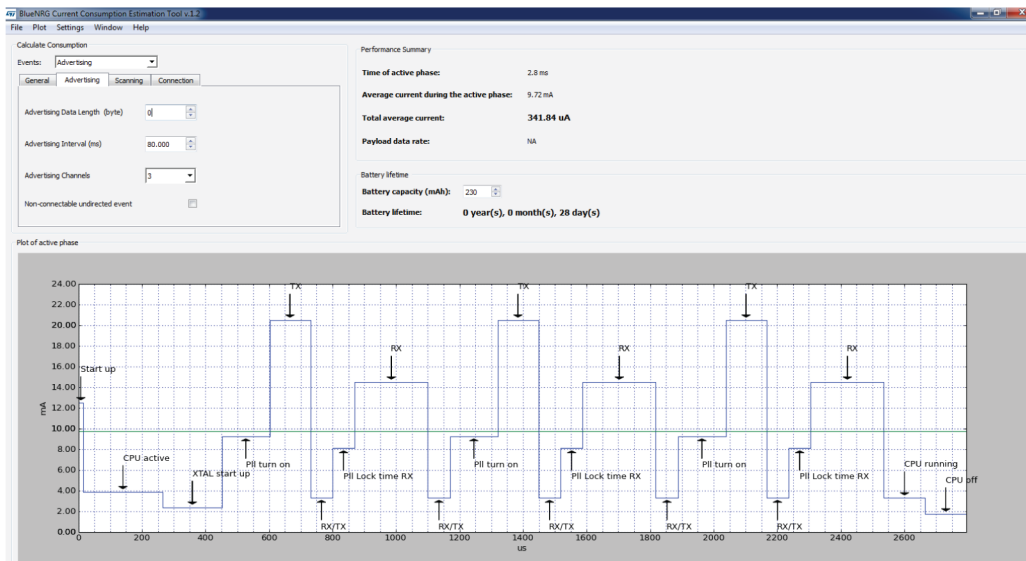 BlueNRG Current Consumption Estimation Tool v.1.2
File Plot Settings Window Help
Calculate Consumption
Events: Advertising
General Advertising Scanning Connection
Advertising Data Length (byte) 0
Advertising Interval (ms) 80.000
Advertising Channels 3
Non-connectable undirected event
Performance Summary
Time of active phase: 2.8 ms
Average current during the active phase: 9.72 mA
Total average current: 341.84 uA
Payload data rate: NA
Battery lifetime
Battery capacity (mAh): 230
Battery lifetime: 0 year(s), 0 month(s), 28 day(s)
Plot of active phase
24.00
22.00
20.00
18.00
16.00
14.00
12.00
10.00
8.00
6.00
4.00
2.00
0.00
mA
TX TX TX
RX RX RX
Start up
Pll turn on Pll turn on Pll turn on
CPU active CPU running
XTAL start up Pll Lock time RX Pll Lock time RX Pll Lock time RX CPU off
RX/TX RX/TX RX/TX RX/TX RX/TX
0 200 400 600 800 1000 1200 1400 1600 1800 2000 2200 2400 2600
us